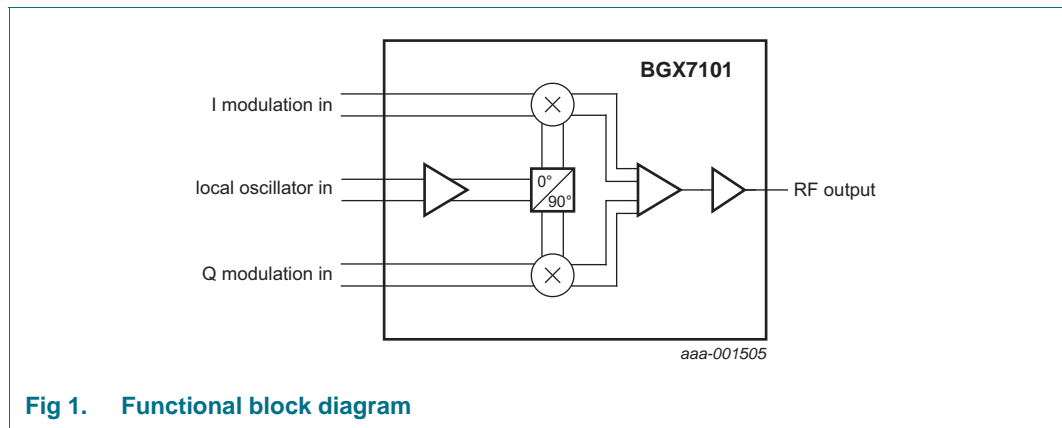 BGX7101
I modulation in
local oscillator in
0°
90°
RF output
Q modulation in
aaa-001505
Fig 1. Functional block diagram